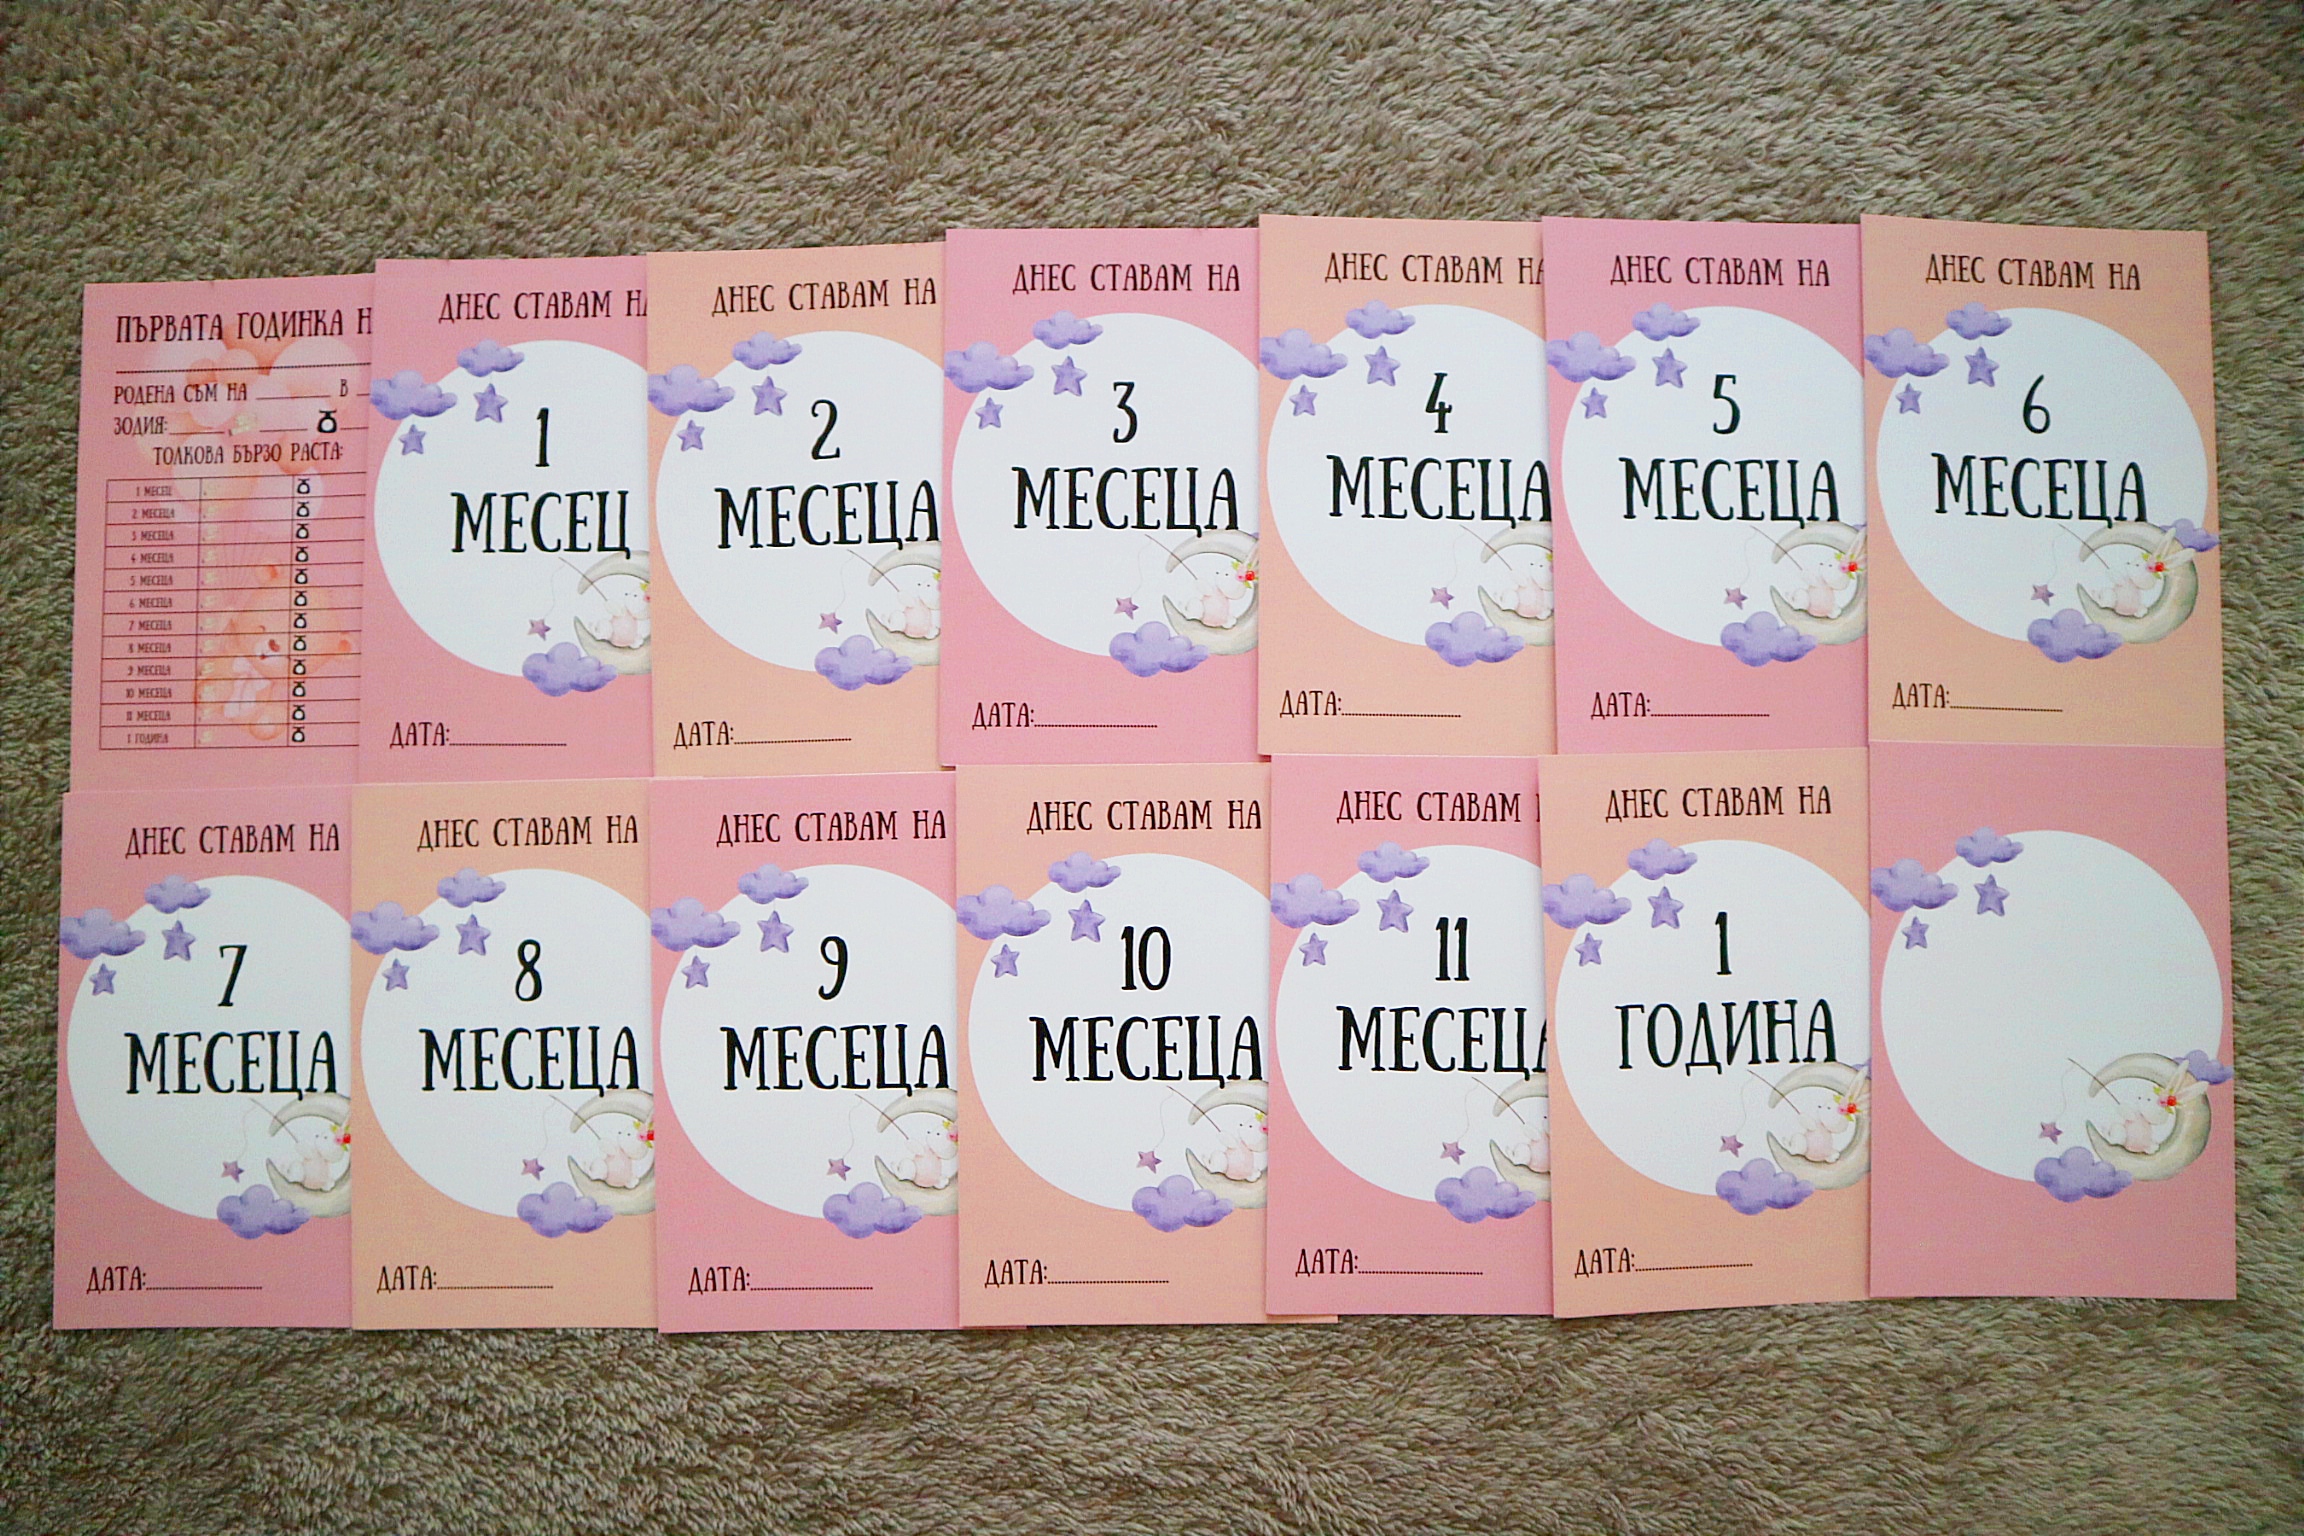 ПЪРВАТА ГОДИНКА Н
РОДЕНА СЪМ НА ________ В
ЗОДИЯ:
ТОЛКОВА БЪРЗО РАСТА:
1 МЕСЕЦ
2 МЕСЕЦА
3 МЕСЕЦА
4 МЕСЕЦА
5 МЕСЕЦА
6 МЕСЕЦА
7 МЕСЕЦА
8 МЕСЕЦА
9 МЕСЕЦА
10 МЕСЕЦА
11 МЕСЕЦА
1 ГОДИНА
ДНЕС СТАВАМ НА
1
МЕСЕЦ
ДАТА:
ДНЕС СТАВАМ НА
2
МЕСЕЦА
ДАТА:
ДНЕС СТАВАМ НА
3
МЕСЕЦА
ДАТА:
ДНЕС СТАВАМ НА
4
МЕСЕЦА
ДАТА:
ДНЕС СТАВАМ НА
5
МЕСЕЦА
ДАТА:
ДНЕС СТАВАМ НА
6
МЕСЕЦА
ДАТА:
ДНЕС СТАВАМ НА
7
МЕСЕЦА
ДАТА:
ДНЕС СТАВАМ НА
8
МЕСЕЦА
ДАТА:
ДНЕС СТАВАМ НА
9
МЕСЕЦА
ДАТА:
ДНЕС СТАВАМ НА
10
МЕСЕЦА
ДАТА:
ДНЕС СТАВАМ
11
МЕСЕЦА
ДАТА:
ДНЕС СТАВАМ НА
1
ГОДИНА
ДАТА: